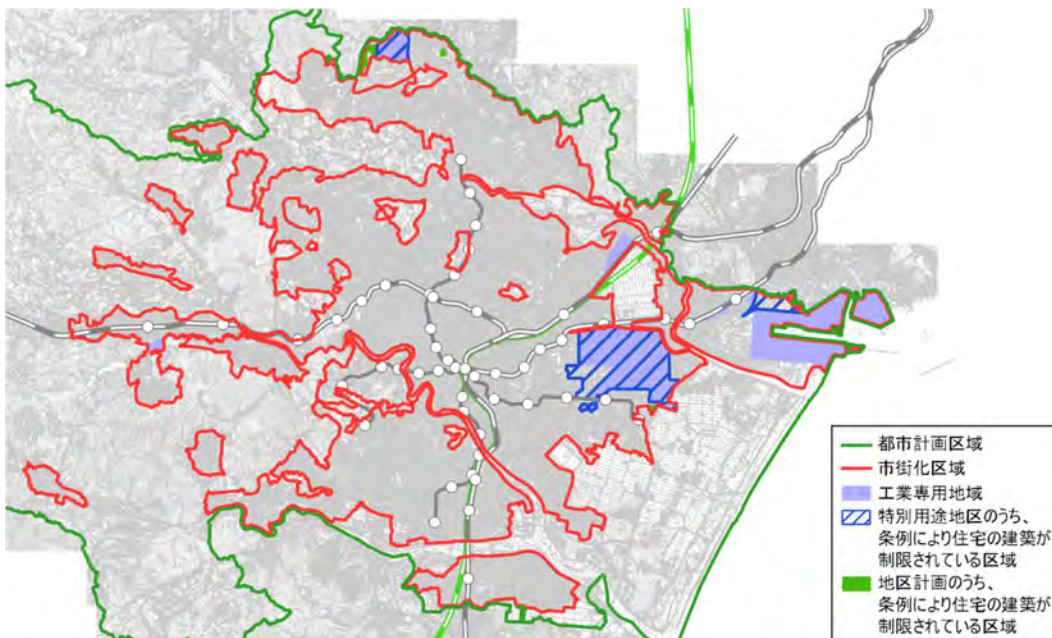 都市計画区域
市街化区域
工業専用地域
特別用途地区のうち、
条例により住宅の建築が
制限されている区域
地区計画のうち、
条例により住宅の建築が
制限されている区域